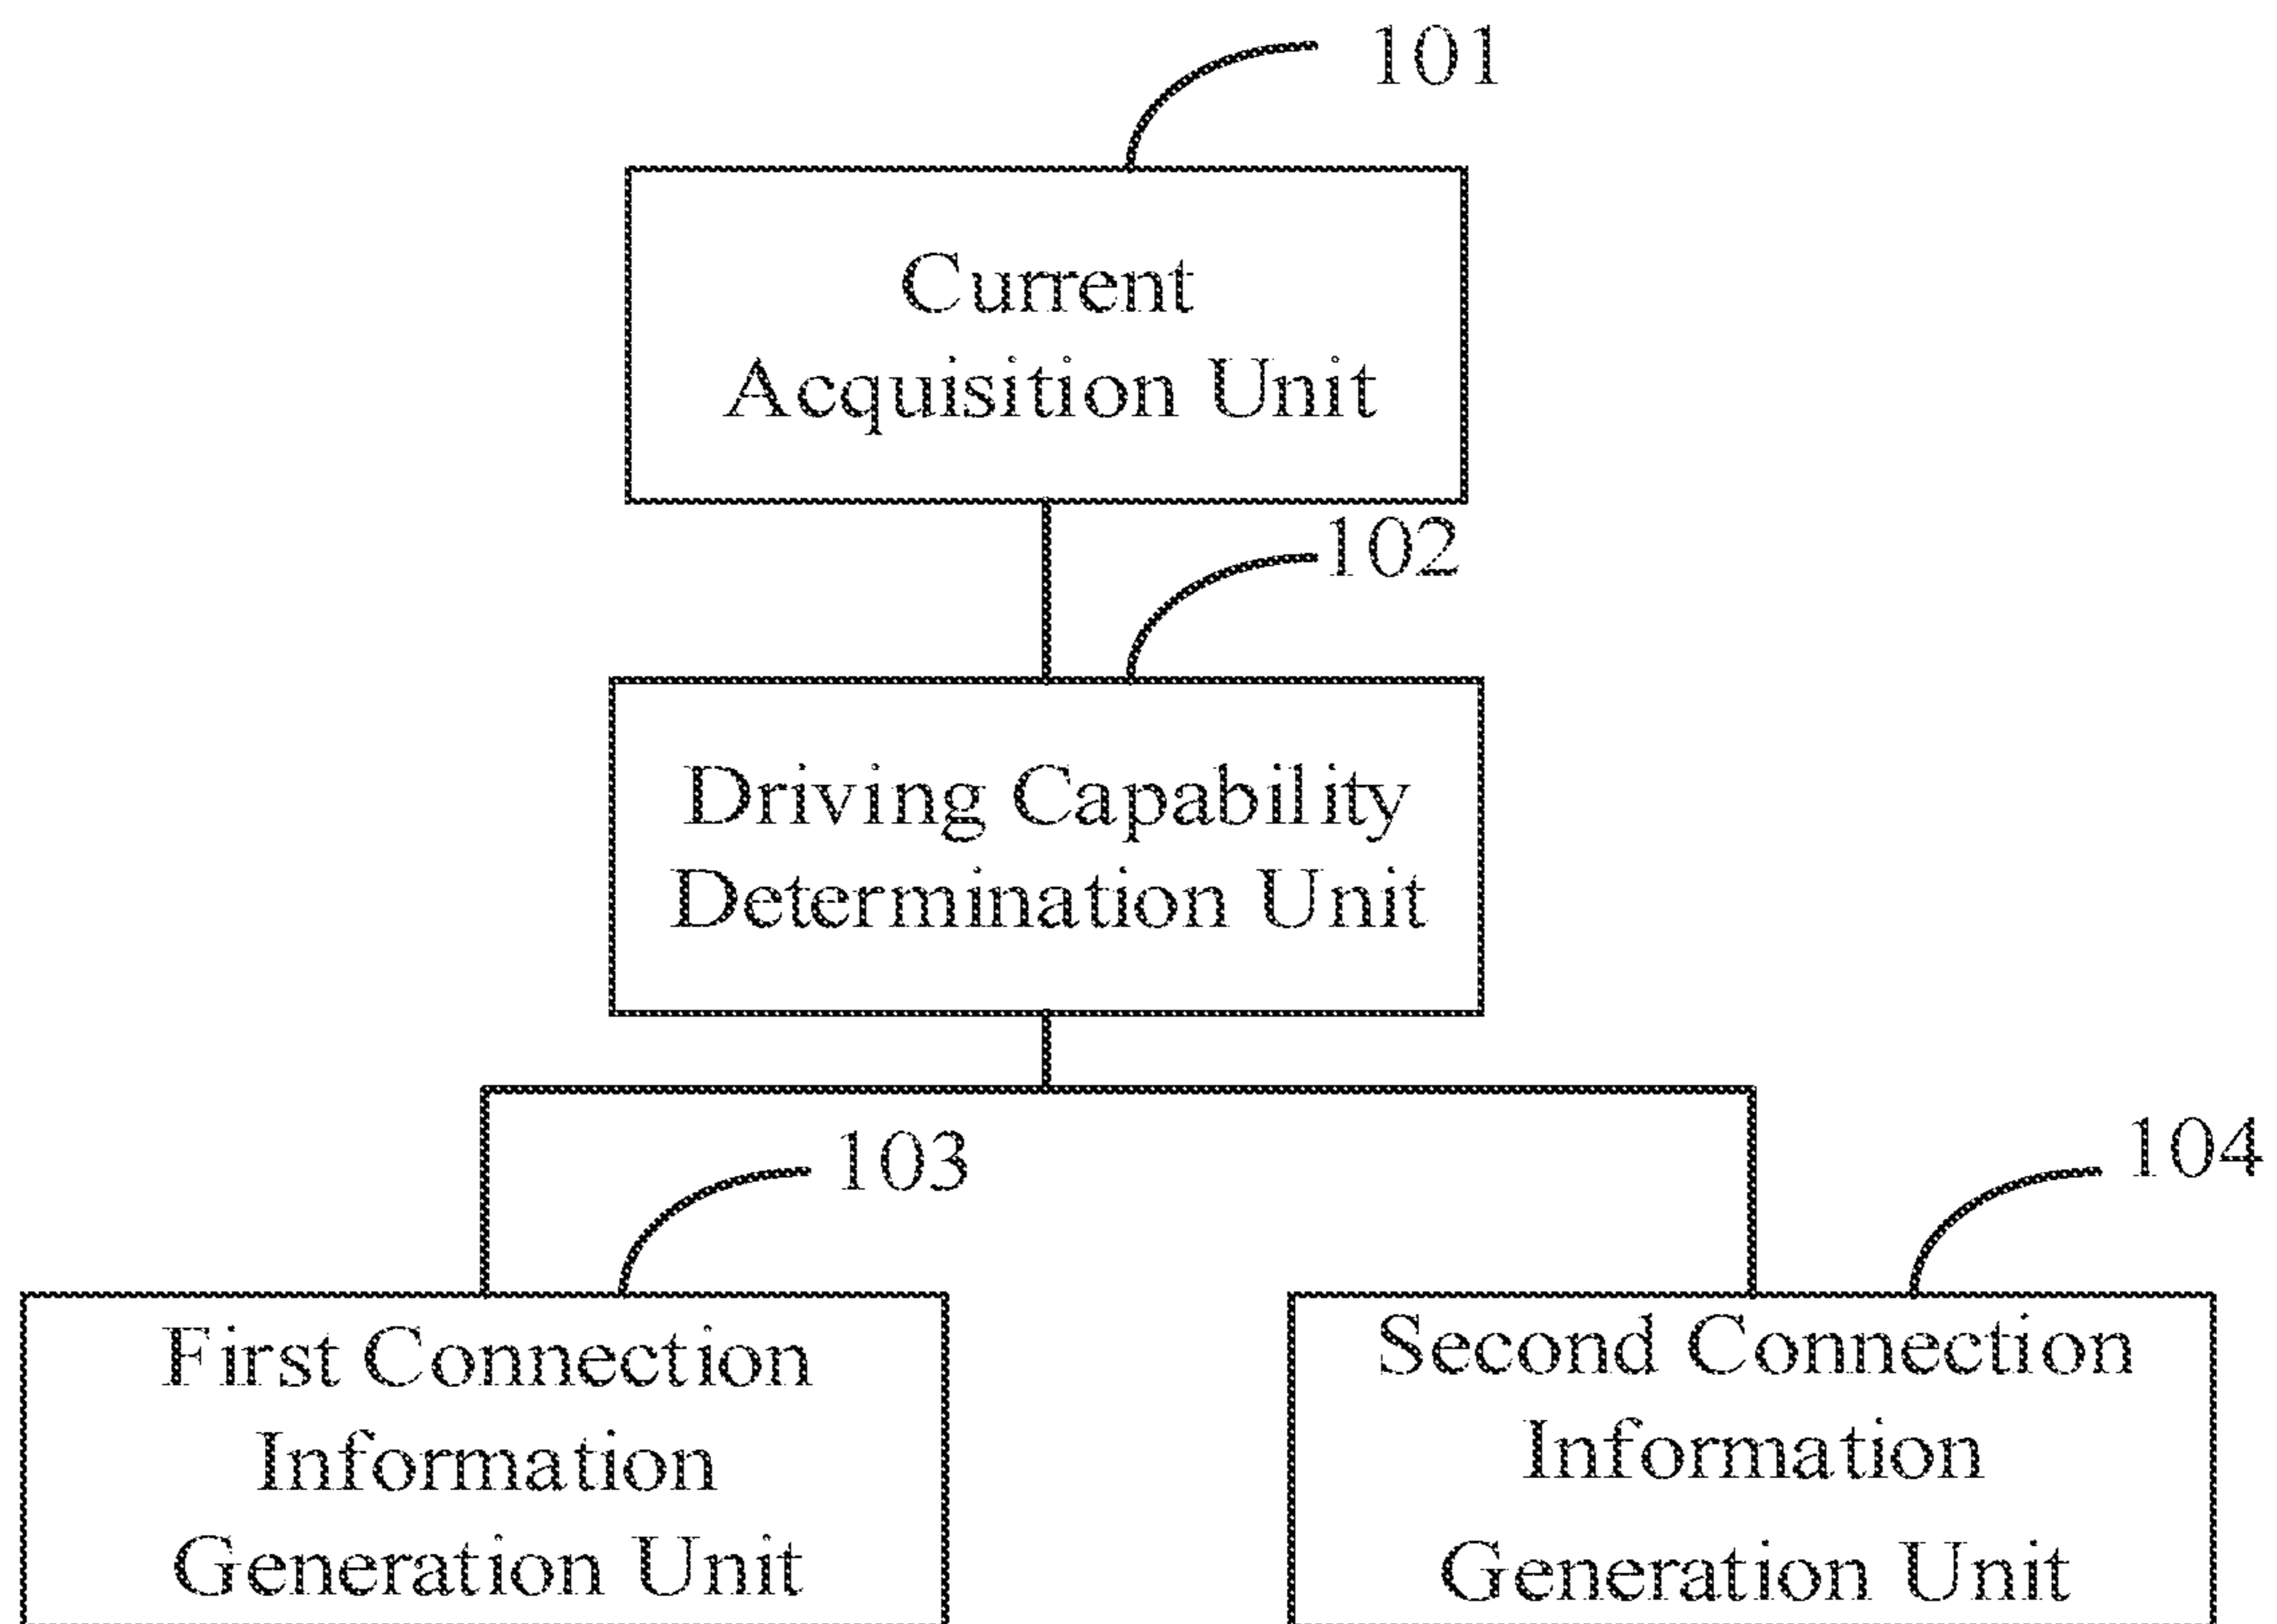 101
Current
Acquisition Unit
102
Driving Capability
Determination Unit
103
104
First Connection
Information
Generation Unit
Second Connection
Information
Generation Unit